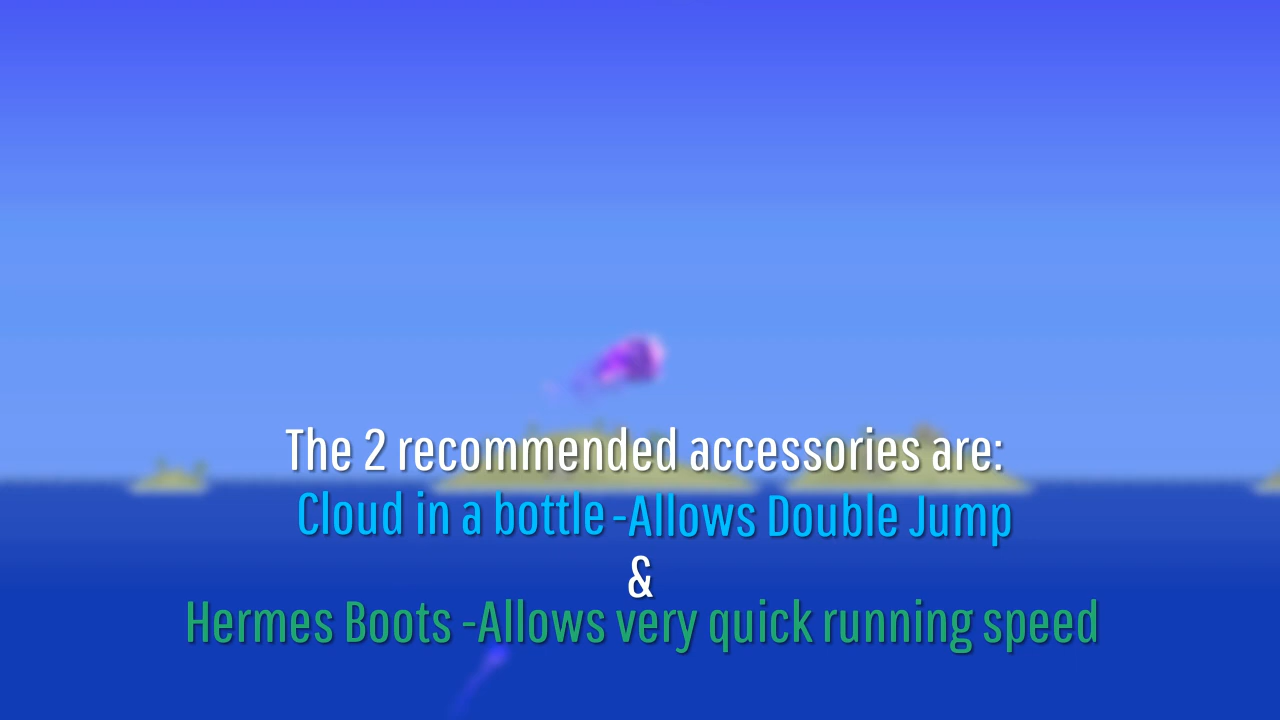 The 2 recommended accessories are:
Cloud in a bottle -Allows Double Jump
&
Hermes Boots -Allows very quick running speed